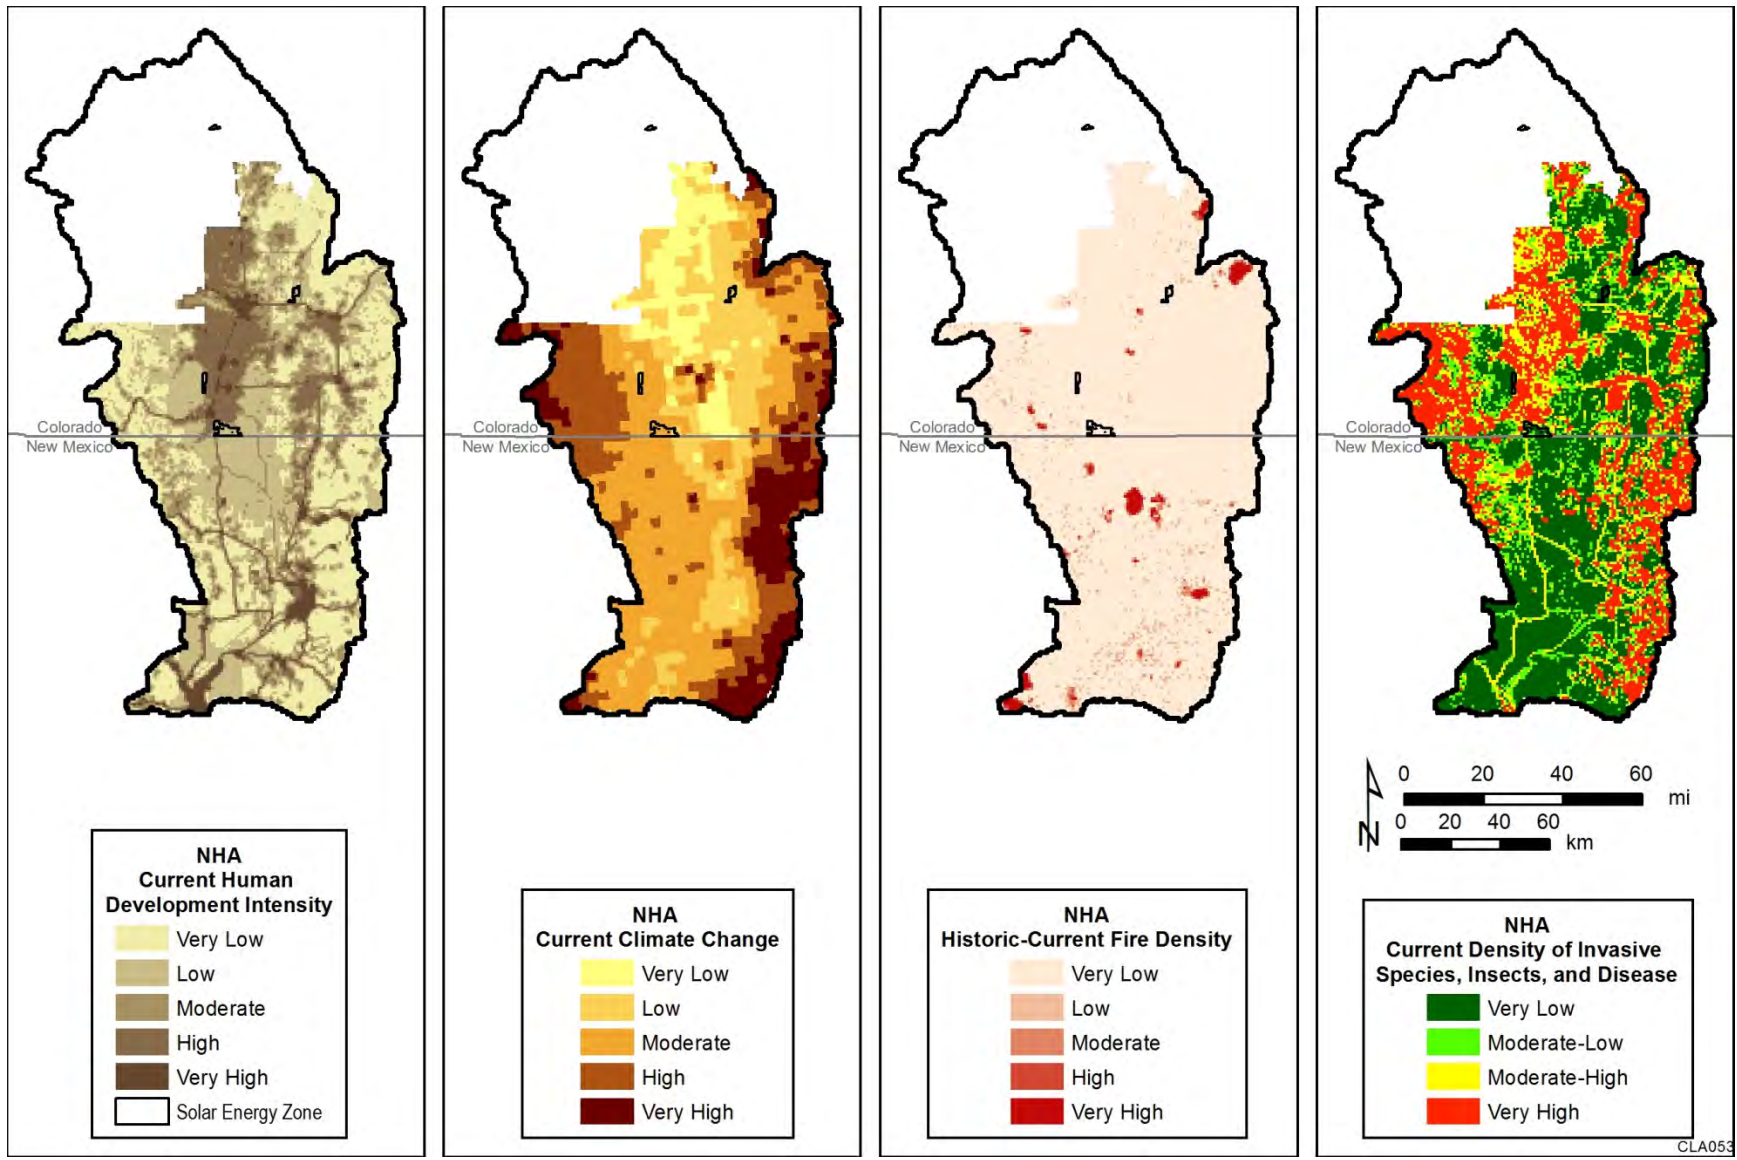 Colorado
New Mexico
NHA
Current Human
Development Intensity
Very Low
Low
Moderate
High
Very High
Solar Energy Zone
Colorado
New Mexico
NHA
Current Climate Change
Very Low
Low
Moderate
High
Very High
Colorado
New Mexico
NHA
Historic-Current Fire Density
Very Low
Low
Moderate
High
Very High
Colorado
New Mexico
N
0 20 40 60
mi
0 20 40 60
km
NHA
Current Density of Invasive
Species, Insects, and Disease
Very Low
Moderate-Low
Moderate-High
Very High
CLA053